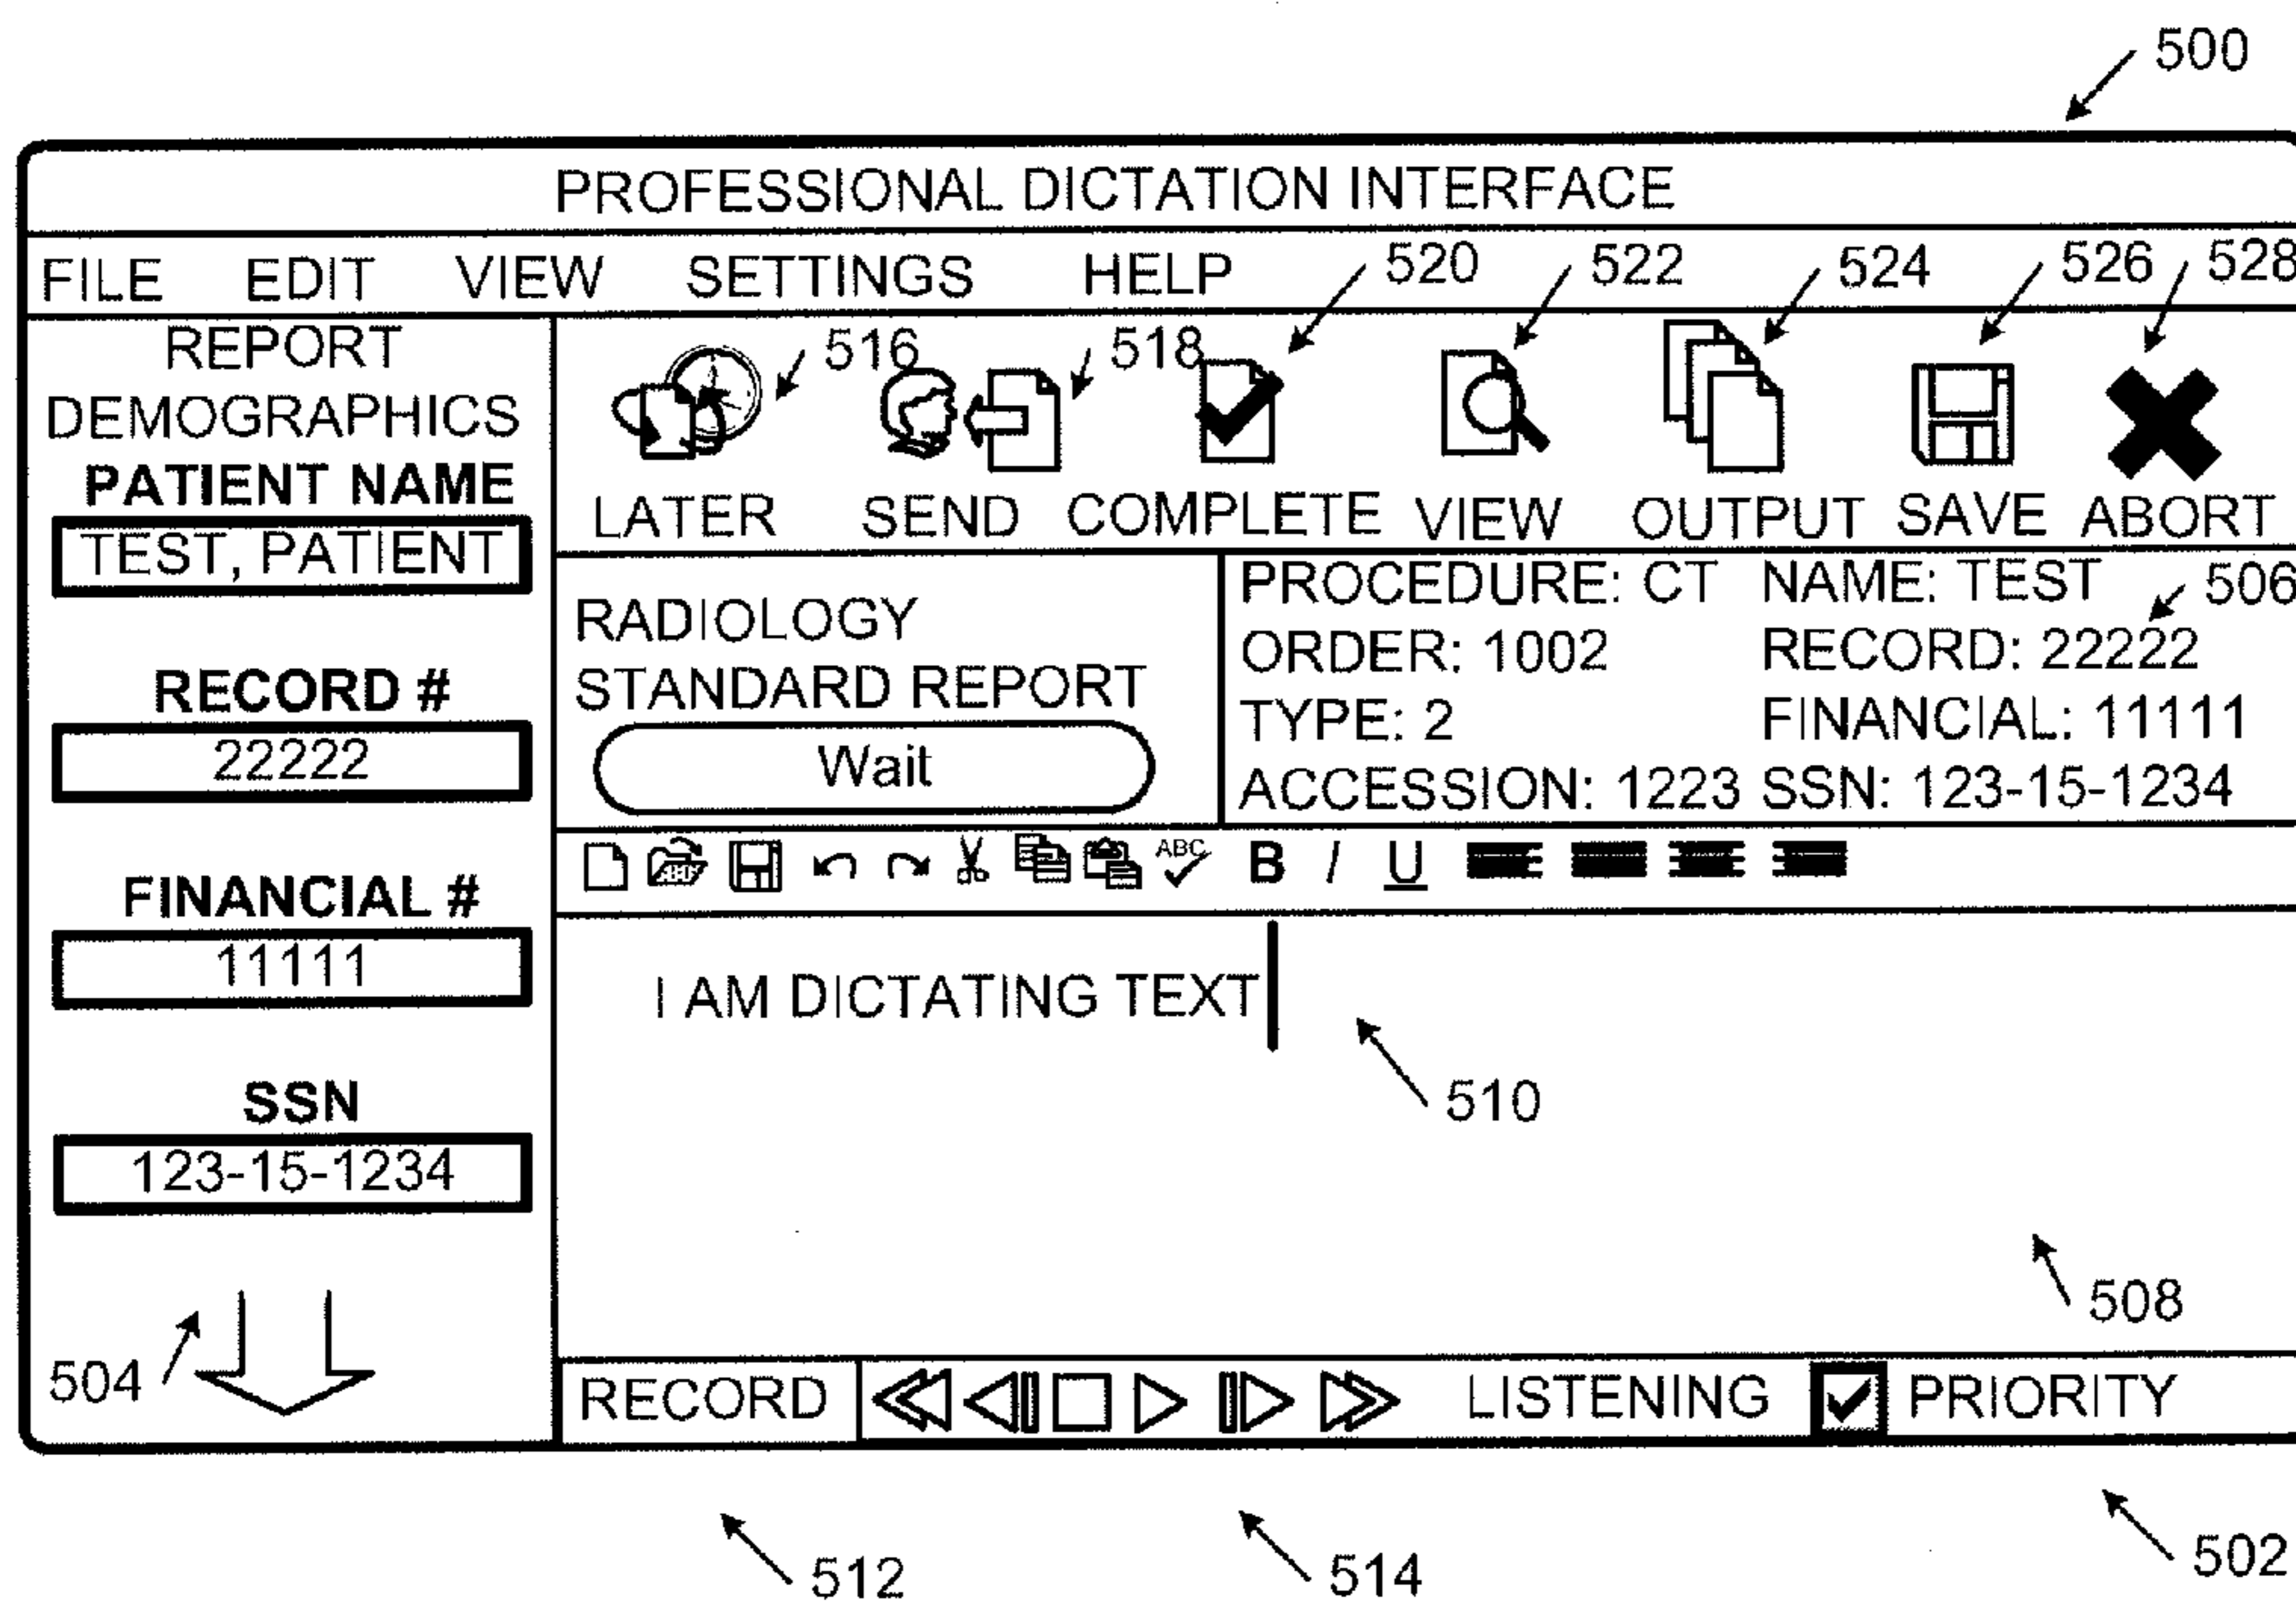 500
PROFESSIONAL DICTATION INTERFACE
FILE EDIT VIEW SETTINGS HELP 520 522 524 526 528
REPORT
DEMOGRAPHICS
PATIENT NAME
TEST, PATIENT
RECORD #
22222
FINANCIAL #
11111
SSN
123-15-1234
504
516 518
LATER SEND COMPLETE VIEW OUTPUT SAVE ABORT
RADIOLOGY
STANDARD REPORT
Wait
PROCEDURE: CT NAME: TEST
506
ORDER: 1002 RECORD: 22222
TYPE: 2 FINANCIAL: 11111
ACCESSION: 1223 SSN: 123-15-1234
ABC B I U
I AM DICTATING TEXT
510
508
RECORD LISTENING PRIORITY
512 514 502